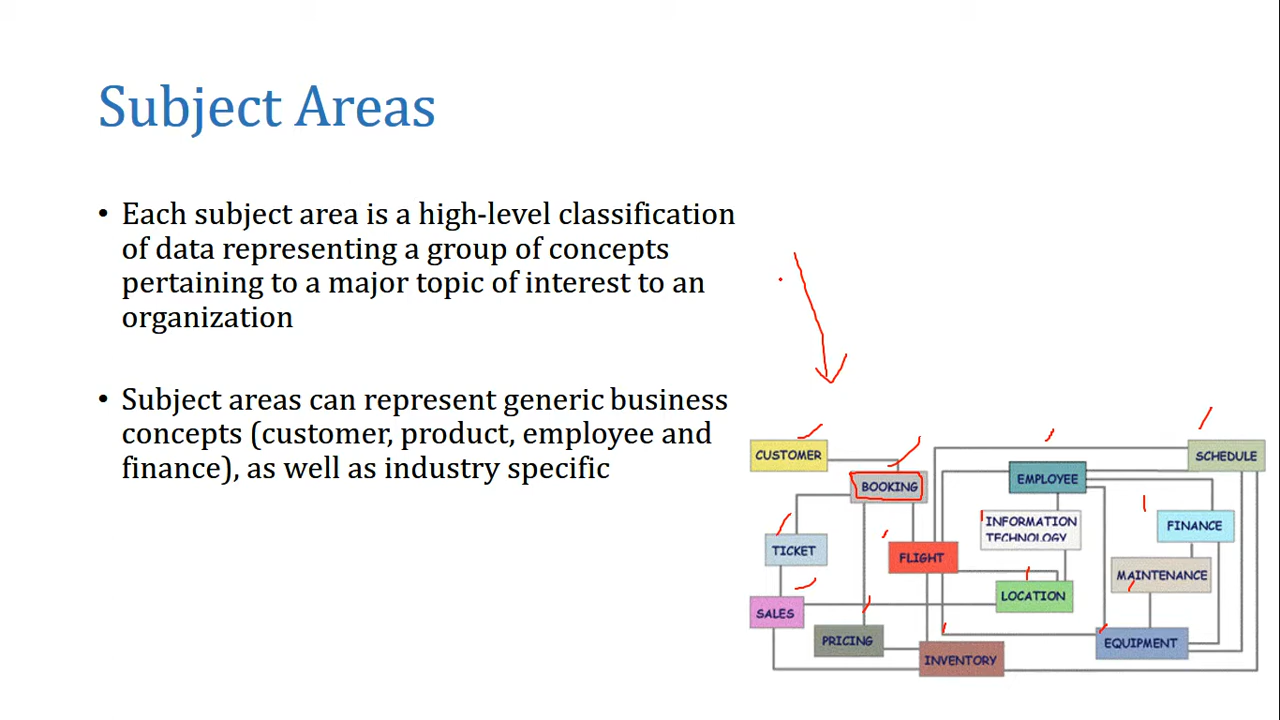 Subject Areas
• Each subject area is a high-level classification
of data representing a group of concepts
pertaining to a major topic of interest to an
organization
• Subject areas can represent generic business
concepts (customer, product, employee and
finance), as well as industry specific
CUSTOMER
SCHEDULE
BOOKING
EMPLOYEE
INFORMATION
TECHNOLOGY
FINANCE
TICKET
FLIGHT
MAINTENANCE
LOCATION
SALES
PRICING
EQUIPMENT
INVENTORY